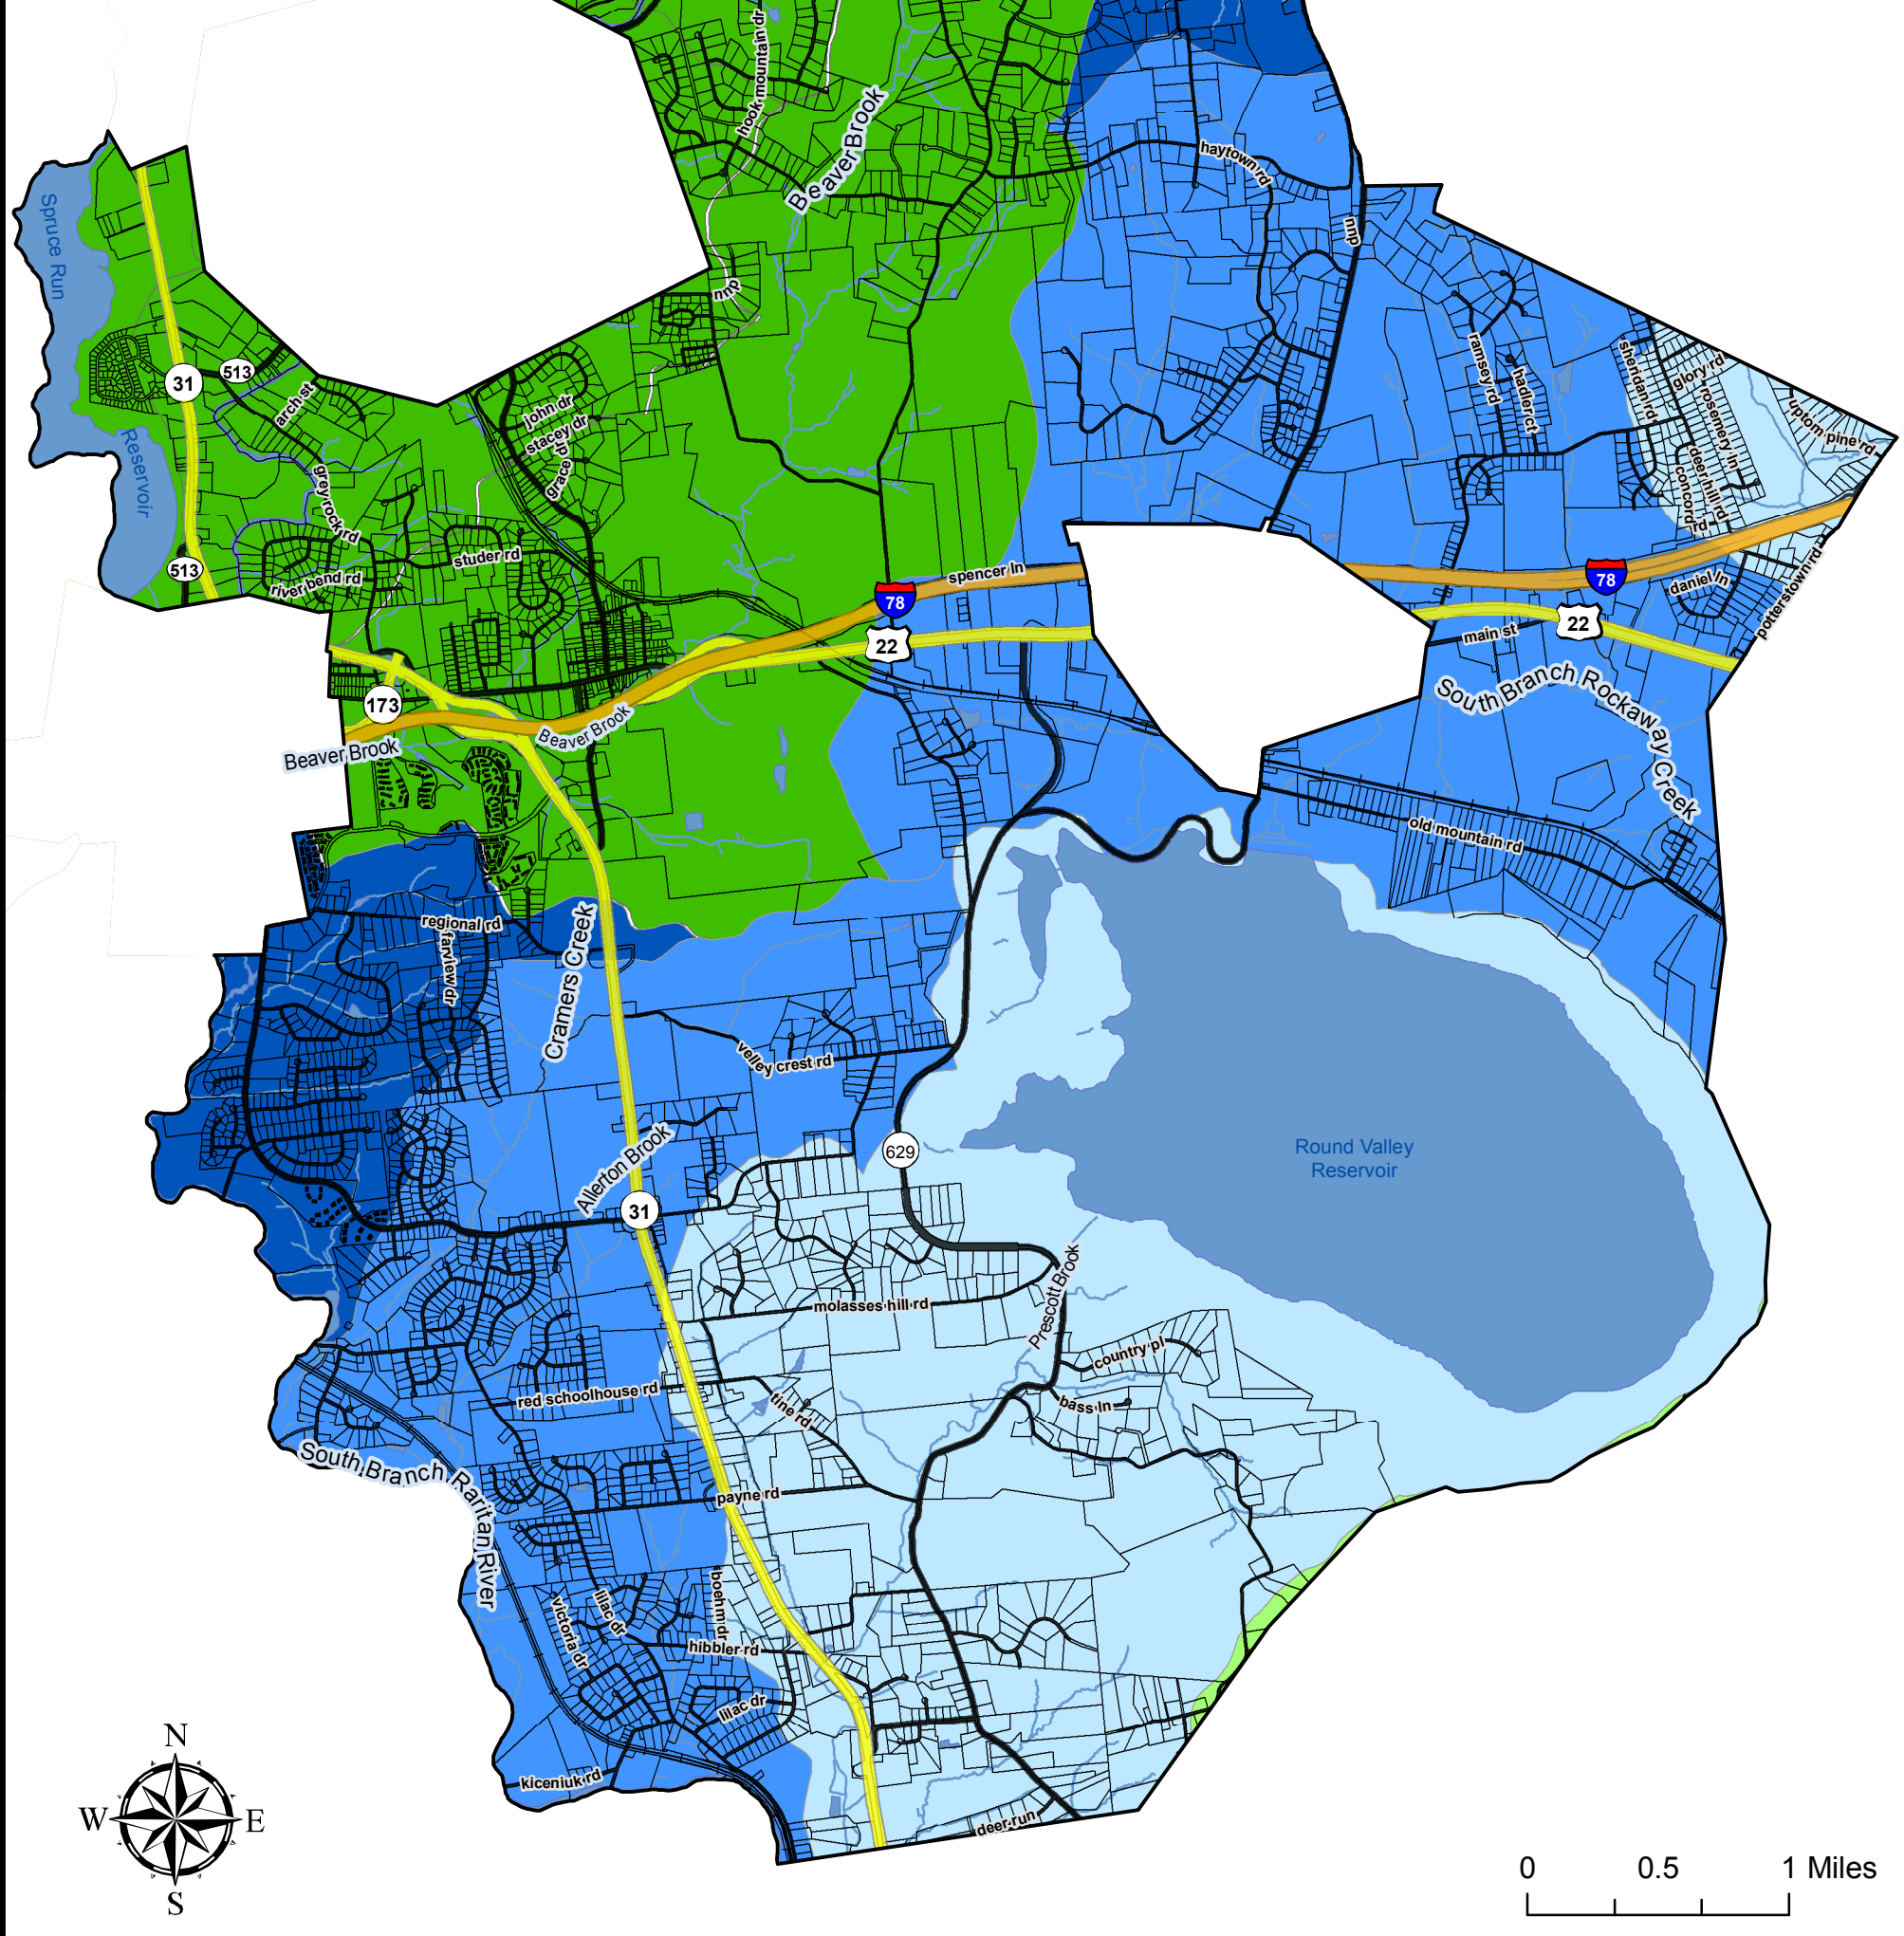 hook mountain dr
Beaver Brook
haytown rd
nnp
Spruce Run
Reservoir
nnp
31
513
arch st
john dr
stacey dr
grace dr
grey rock rd
studer rd
river bend rd
513
ramsey rd
hadler ct
sheridan rd
glory rd
rosemery ln
deer hill rd
concord rd
pine rd
spencer ln
78
22
78
22
daniel ln
potterstown rd
main st
South Branch Rockaway Creek
173
Beaver Brook
Beaver Brook
old mountain rd
regional rd
farview dr
Cramers Creek
velley crest rd
Allerton Brook
629
Round Valley
Reservoir
31
molasses hill rd
Prescott Brook
country pl
bass ln
red schoolhouse rd
tine rd
South Branch Raritan River
payne rd
boehm dr
lilac dr
victoria dr
hibbler rd
lilac dr
kiceniuk rd
deer run
N
W E
S
0 0.5 1 Miles